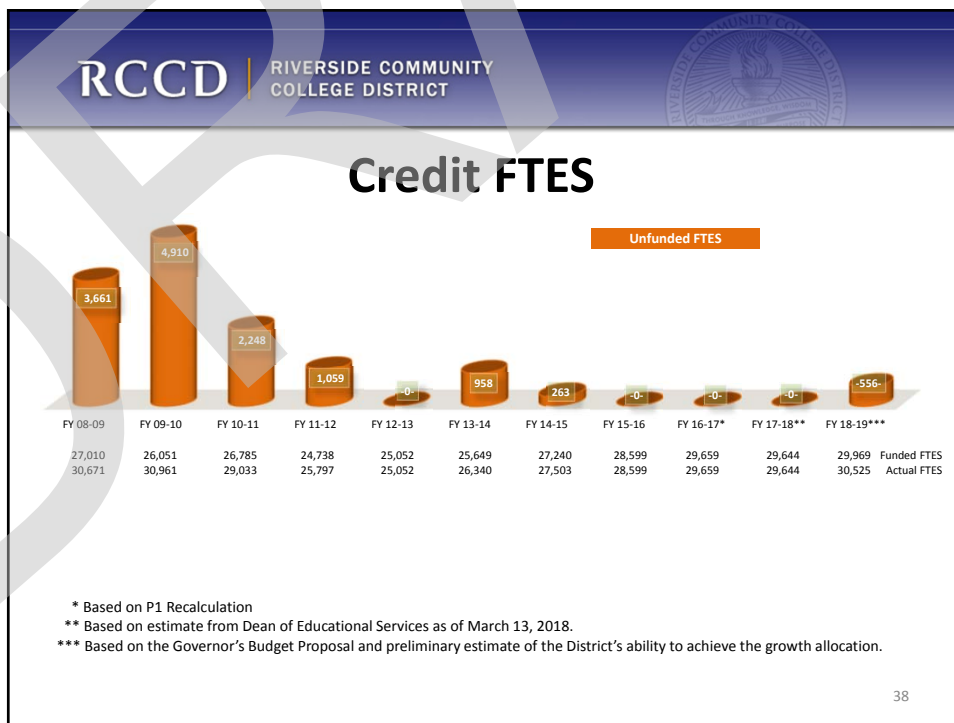 RCCD
RIVERSIDE COMMUNITY
COLLEGE DISTRICT
RIVERSIDE COMMUNITY COLLEGE DISTRICT
Credit FTES
Unfunded FTES
3,661
4,910
2,248
1,059
-0-
958
263
-0-
-0-
-0-
-556-
FY 08-09 FY 09-10 FY 10-11 FY 11-12 FY 12-13 FY 13-14 FY 14-15 FY 15-16 FY 16-17* FY 17-18** FY 18-19***
27,010 26,051 26,785 24,738 25,052 25,649 27,240 28,599 29,659 29,644 29,969 Funded FTES
30,671 30,961 29,033 25,797 25,052 26,340 27,503 28,599 29,659 29,644 30,525 Actual FTES
* Based on P1 Recalculation
** Based on estimate from Dean of Educational Services as of March 13, 2018.
*** Based on the Governor's Budget Proposal and preliminary estimate of the District's ability to achieve the growth allocation.
38